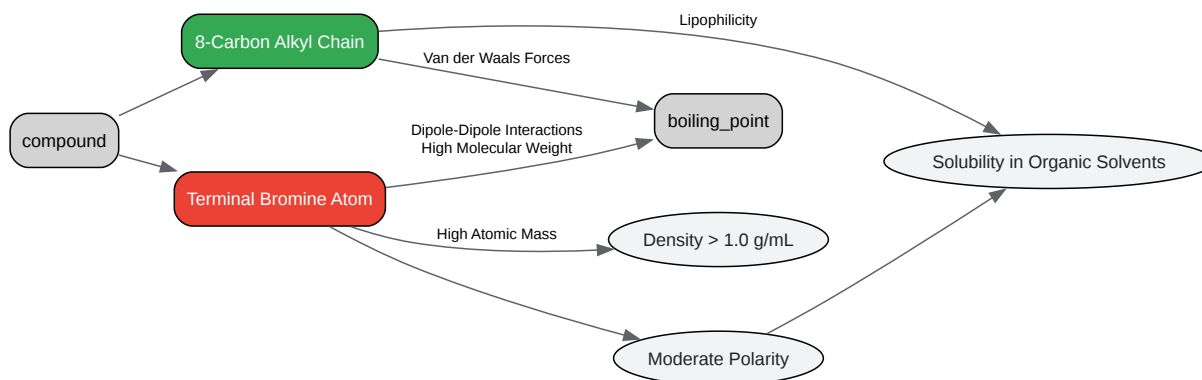 Lipophilicity
8-Carbon Alkyl Chain
Van der Waals Forces
boiling_point
compound
Dipole-Dipole Interactions
High Molecular Weight
Solubility in Organic Solvents
Terminal Bromine Atom
High Atomic Mass
Density > 1.0 g/mL
Moderate Polarity